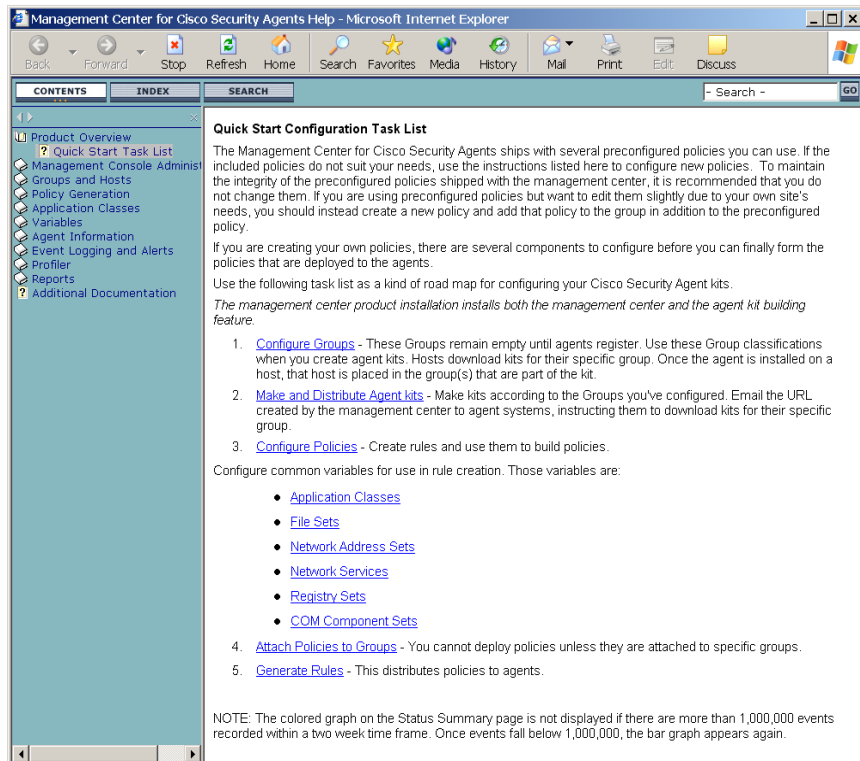 Management Center for Cisco Security Agents Help - Microsoft Internet Explorer
Back Forward Stop Refresh Home Search Favorites Media History Mail Print Edit Discuss
CONTENTS INDEX SEARCH - Search - GO
Product Overview
Quick Start Task List
Management Console Administ
Groups and Hosts
Policy Generation
Application Classes
Variables
Agent Information
Event Logging and Alerts
Profiler
Reports
Additional Documentation
Quick Start Configuration Task List
The Management Center for Cisco Security Agents ships with several preconfigured policies you can use. If the
included policies do not suit your needs, use the instructions listed here to configure new policies. To maintain
the integrity of the preconfigured policies shipped with the management center, it is recommended that you do
not change them. If you are using preconfigured policies but want to edit them slightly due to your own site's
needs, you should instead create a new policy and add that policy to the group in addition to the preconfigured
policy.
If you are creating your own policies, there are several components to configure before you can finally form the
policies that are deployed to the agents.
Use the following task list as a kind of road map for configuring your Cisco Security Agent kits.
The management center product installation installs both the management center and the agent kit building
feature.
1. Configure Groups - These Groups remain empty until agents register. Use these Group classifications
when you create agent kits. Hosts download kits for their specific group. Once the agent is installed on a
host, that host is placed in the group(s) that are part of the kit.
2. Make and Distribute Agent kits - Make kits according to the Groups you've configured. Email the URL
created by the management center to agent systems, instructing them to download kits for their specific
group.
3. Configure Policies - Create rules and use them to build policies.
Configure common variables for use in rule creation. Those variables are:
● Application Classes
● File Sets
● Network Address Sets
● Network Services
● Registry Sets
● COM Component Sets
4. Attach Policies to Groups - You cannot deploy policies unless they are attached to specific groups.
5. Generate Rules - This distributes policies to agents.
NOTE: The colored graph on the Status Summary page is not displayed if there are more than 1,000,000 events
recorded within a two week time frame. Once events fall below 1,000,000, the bar graph appears again.